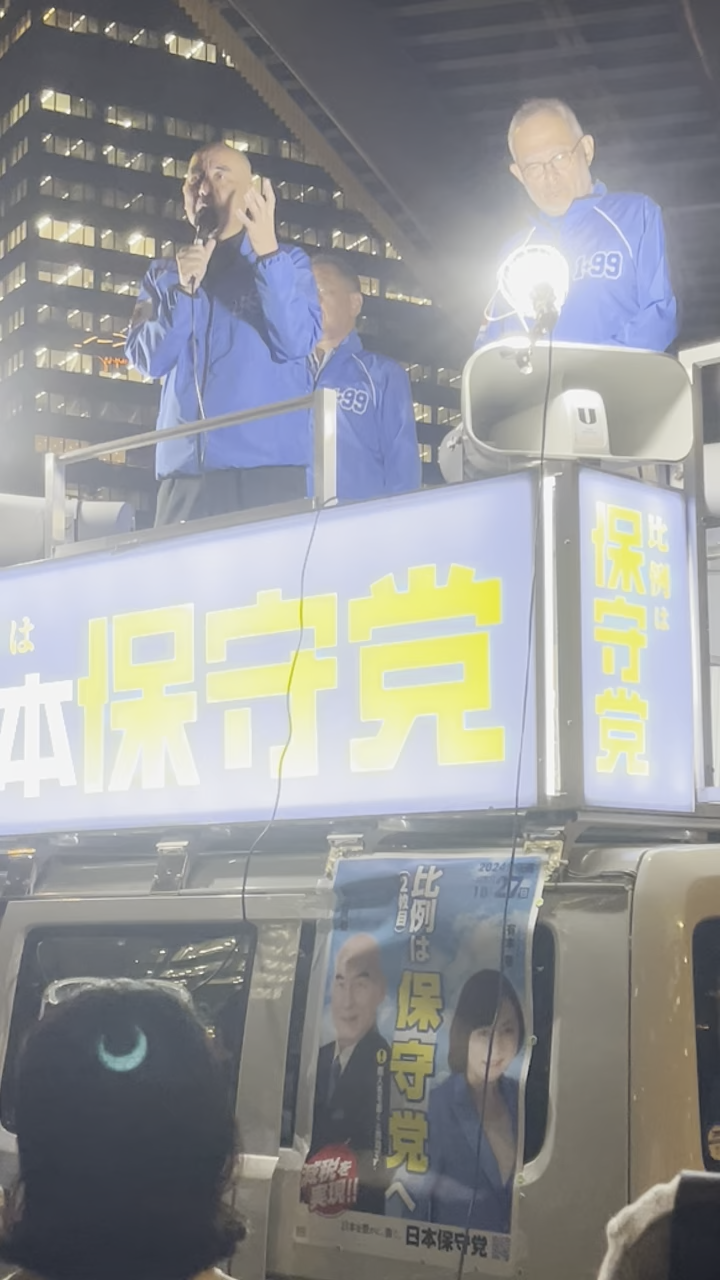 1-99
-99
U
は
本保守党
比例は
保守党
2024
27
比例は
(2枚目)
保守党へ
減税を
実現!!
日本保守党